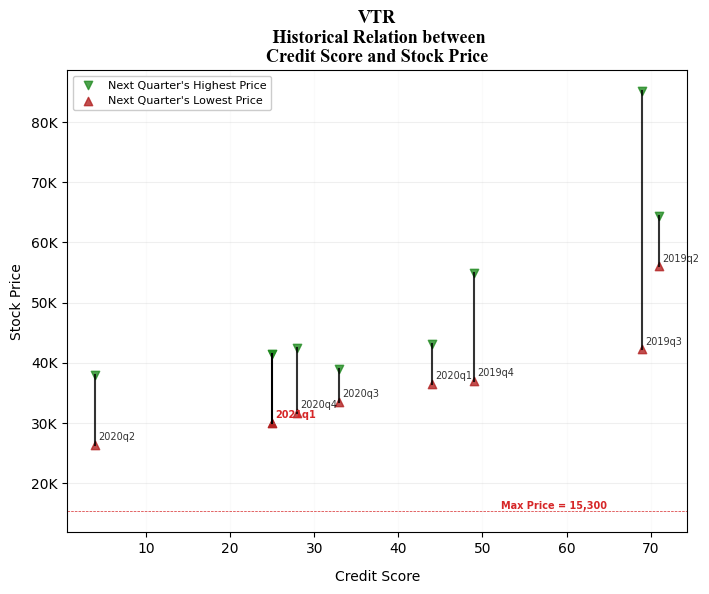 VTR
Historical Relation between
Credit Score and Stock Price
Next Quarter's Highest Price
Next Quarter's Lowest Price
Stock Price
80K
70K
60K
50K
40K
30K
20K
2020q2
2021q1
2020q4
2020q3
2020q1
2019q4
2019q3
2019q2
Max Price = 15,300
10 20 30 40 50 60 70
Credit Score